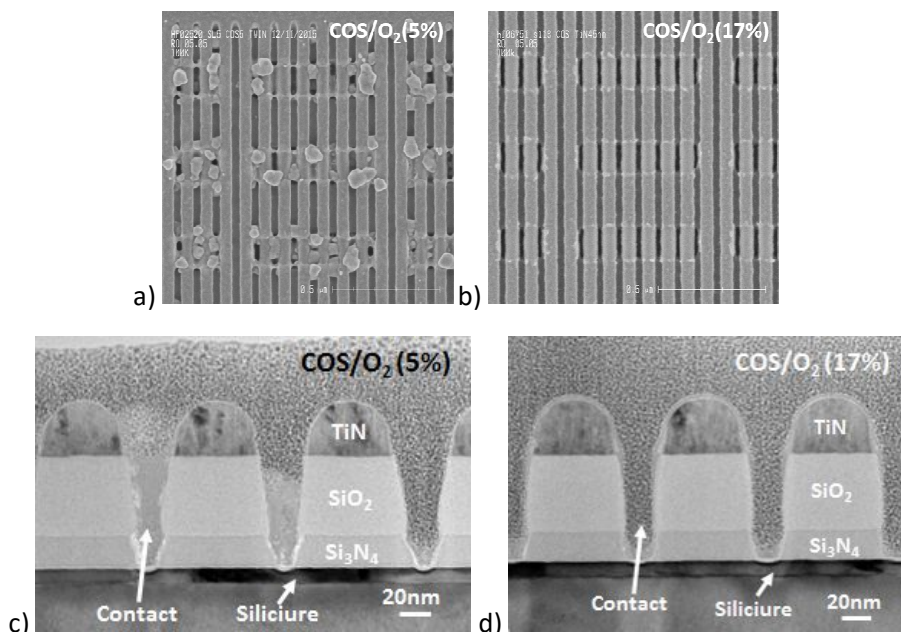 COS/O2 (5%)
0.5 µm
a)
COS/O2 (17%)
0.5 µm
b)
COS/O2 (5%)
TiN
SiO2
Si3N4
Contact
Siliciure
20nm
c)
COS/O2 (17%)
TiN
SiO2
Si3N4
Contact
Siliciure
20nm
d)